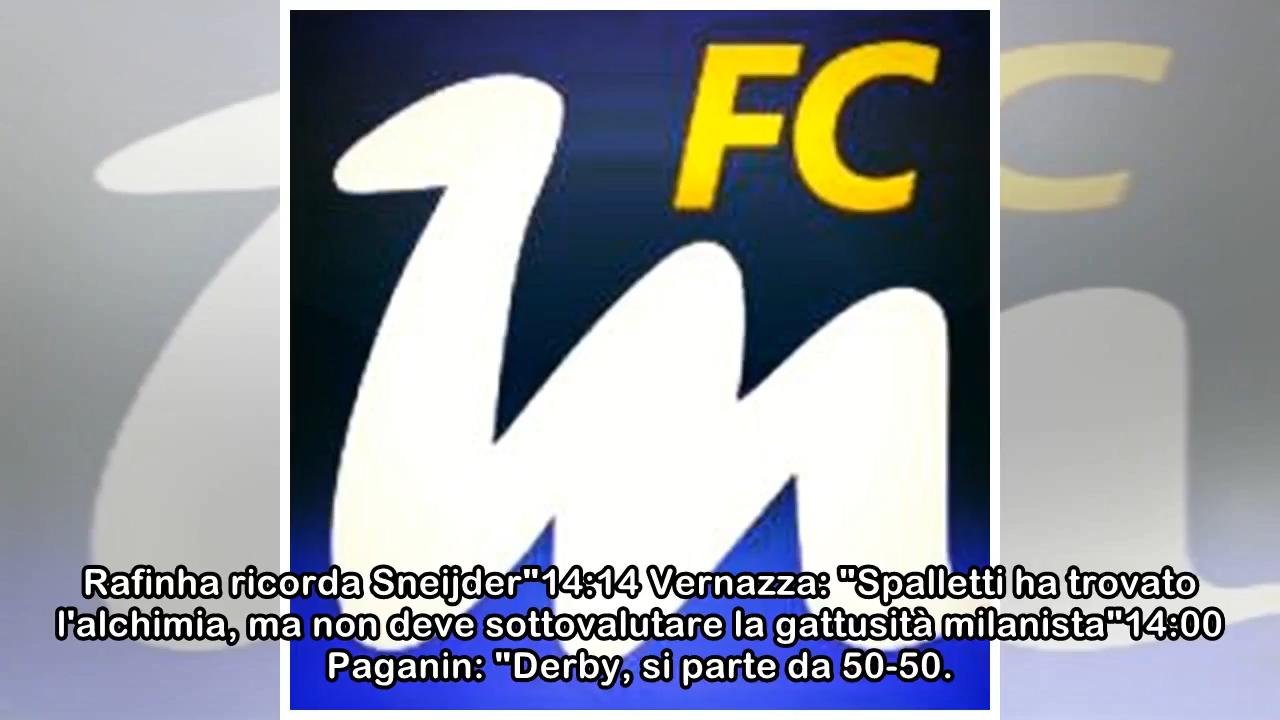 FC
Rafinha ricorda Sneijder"14:14 Vernazza: "Spalletti ha trovato
l'alchimia, ma non deve sottovalutare la gattusità milanista"14:00
Paganin: "Derby, si parte da 50-50.